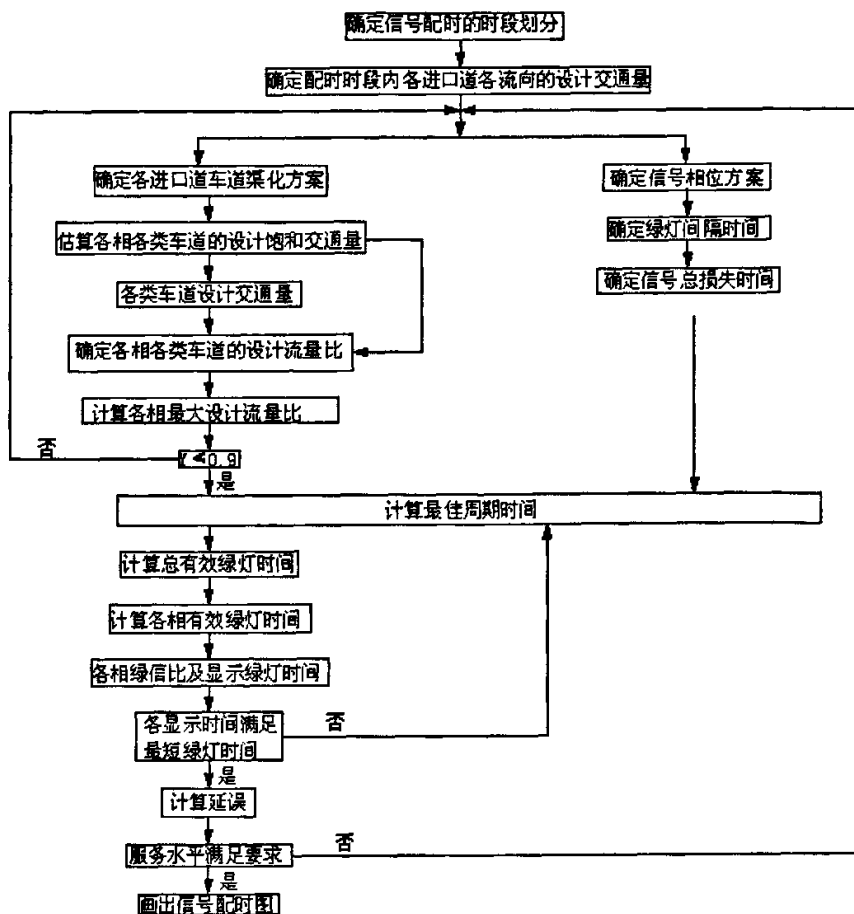 确定信号配时的时段划分
确定配时时段内各进口道各流向的设计交通量
确定各进口道车道渠化方案
确定信号相位方案
估算各相各类车道的设计饱和交通量
确定绿灯间隔时间
各类车道设计交通量
确定信号总损失时间
确定各相各类车道的设计流量比
计算各相最大设计流量比
否
0.9
是
计算最佳周期时间
计算总有效绿灯时间
计算各相有效绿灯时间
各相绿信比及显示绿灯时间
各显示时间满足
最短绿灯时间
否
是
计算延误
服务水平满足要求
否
是
画出信号配时图